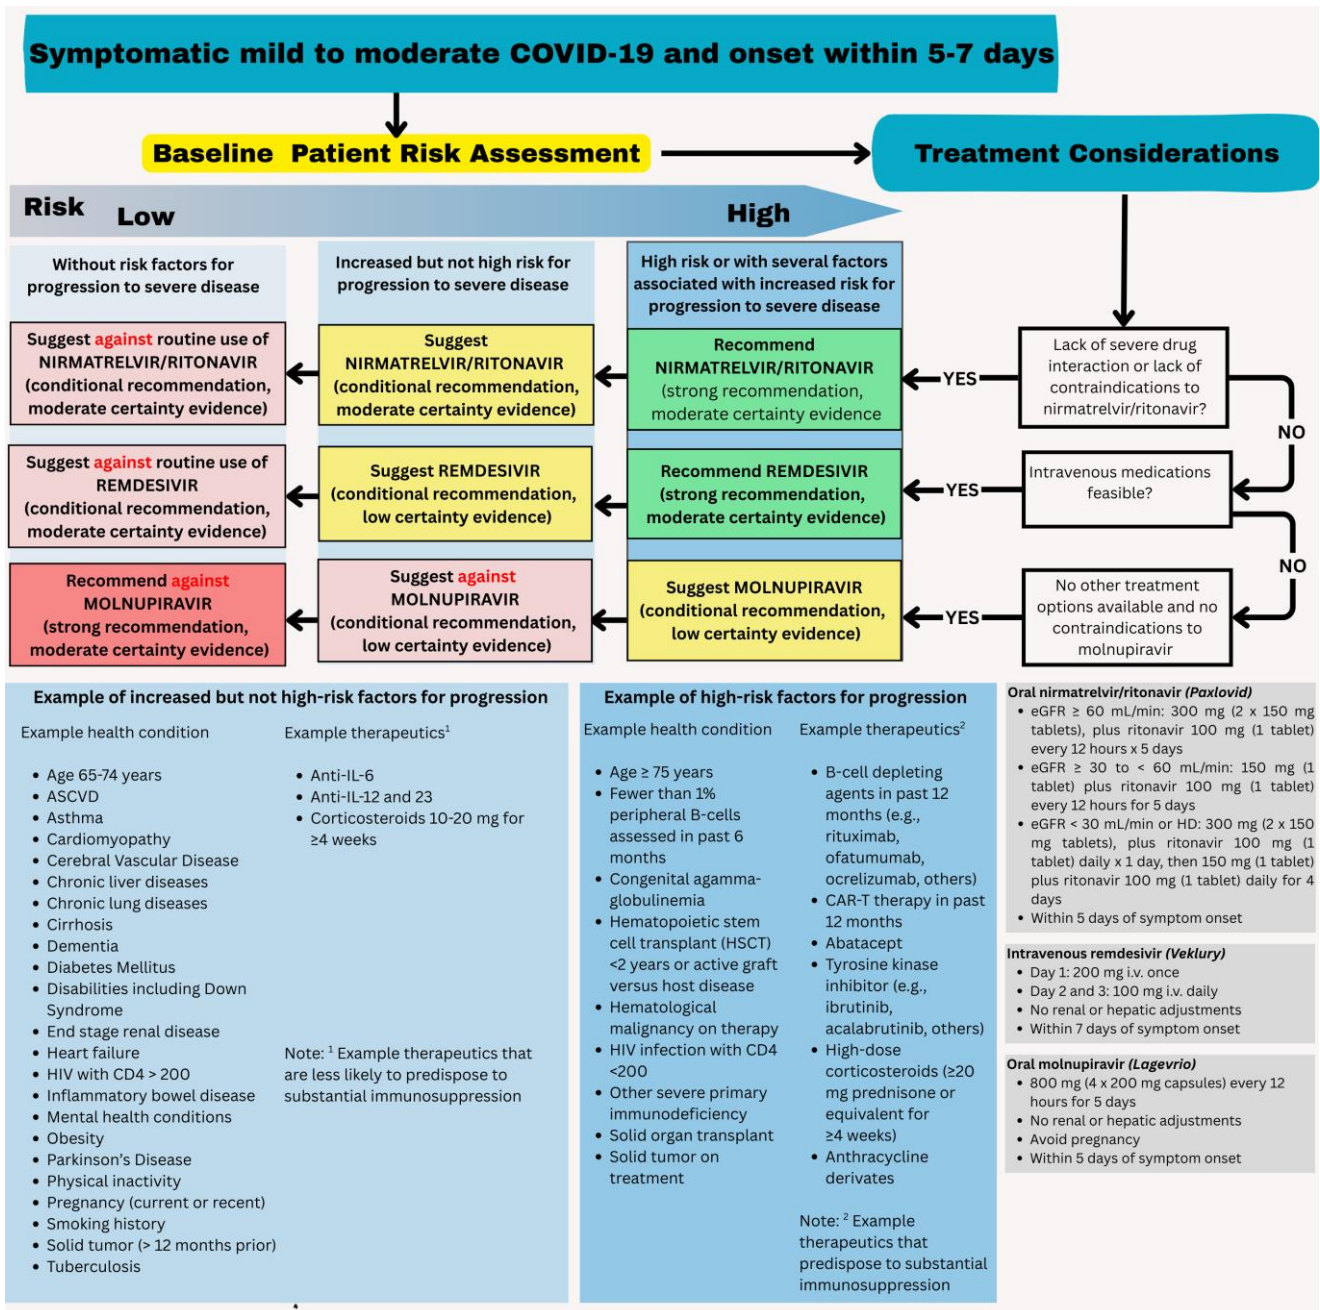 Symptomatic mild to moderate COVID-19 and onset within 5-7 days
Baseline Patient Risk Assessment
Treatment Considerations
Risk
Low
High
Without risk factors for
progression to severe disease
Increased but not high risk for
progression to severe disease
High risk or with several factors
associated with increased risk for
progression to severe disease
Suggest against routine use of
NIRMATRELVIR/RITONAVIR
(conditional recommendation,
moderate certainty evidence)
Suggest
NIRMATRELVIR/RITONAVIR
(conditional recommendation,
moderate certainty evidence)
Recommend
NIRMATRELVIR/RITONAVIR
(strong recommendation,
moderate certainty evidence
YES
Lack of severe drug
interaction or lack of
contraindications to
nirmatrelvir/ritonavir?
NO
Suggest against routine use of
REMDESIVIR
(conditional recommendation,
moderate certainty evidence)
Suggest REMDESIVIR
(conditional recommendation,
low certainty evidence)
Recommend REMDESIVIR
(strong recommendation,
moderate certainty evidence)
YES
Intravenous medications
feasible?
NO
Recommend against
MOLNUPIRAVIR
(strong recommendation,
moderate certainty evidence)
Suggest against
MOLNUPIRAVIR
(conditional recommendation,
low certainty evidence)
Suggest MOLNUPIRAVIR
(conditional recommendation,
low certainty evidence)
YES
No other treatment
options available and no
contraindications to
molnupiravir
Example of increased but not high-risk factors for progression
Example health condition
• Age 65-74 years
• ASCVD
• Asthma
• Cardiomyopathy
• Cerebral Vascular Disease
• Chronic liver diseases
• Chronic lung diseases
• Cirrhosis
• Dementia
• Diabetes Mellitus
• Disabilities including Down
Syndrome
• End stage renal disease
• Heart failure
• HIV with CD4 > 200
• Inflammatory bowel disease
• Mental health conditions
• Obesity
• Parkinson's Disease
• Physical inactivity
• Pregnancy (current or recent)
• Smoking history
• Solid tumor (> 12 months prior)
• Tuberculosis
Example therapeutics¹
• Anti-IL-6
• Anti-IL-12 and 23
• Corticosteroids 10-20 mg for
≥4 weeks
Note: ¹ Example therapeutics that
are less likely to predispose to
substantial immunosuppression
Example of high-risk factors for progression
Example health condition
• Age ≥ 75 years
• Fewer than 1%
peripheral B-cells
assessed in past 6
months
• Congenital agamma-
globulinemia
• Hematopoietic stem
cell transplant (HSCT)
<2 years or active graft
versus host disease
• Hematological
malignancy on therapy
• HIV infection with CD4
<200
• Other severe primary
immunodeficiency
• Solid organ transplant
• Solid tumor on
treatment
Example therapeutics²
• B-cell depleting
agents in past 12
months (e.g.,
rituximab,
ofatumumab,
ocrelizumab, others)
• CAR-T therapy in past
12 months
• Abatacept
• Tyrosine kinase
inhibitor (e.g.,
ibrutinib,
acalabrutinib, others)
• High-dose
corticosteroids (≥20
mg prednisone or
equivalent for
≥4 weeks)
• Anthracycline
derivates
Note: ² Example
therapeutics that
predispose to substantial
immunosuppression
Oral nirmatrelvir/ritonavir (Paxlovid)
• eGFR ≥ 60 mL/min: 300 mg (2 x 150 mg
tablets), plus ritonavir 100 mg (1 tablet)
every 12 hours x 5 days
• eGFR ≥ 30 to < 60 mL/min: 150 mg (1
tablet) plus ritonavir 100 mg (1 tablet)
every 12 hours for 5 days
• eGFR < 30 mL/min or HD: 300 mg (2 x 150
mg tablets), plus ritonavir 100 mg (1
tablet) daily x 1 day, then 150 mg (1 tablet)
plus ritonavir 100 mg (1 tablet) daily for 4
days
• Within 5 days of symptom onset
Intravenous remdesivir (Veklury)
• Day 1: 200 mg i.v. once
• Day 2 and 3: 100 mg i.v. daily
• No renal or hepatic adjustments
• Within 7 days of symptom onset
Oral molnupiravir (Lagevrio)
• 800 mg (4 x 200 mg capsules) every 12
hours for 5 days
• No renal or hepatic adjustments
• Avoid pregnancy
• Within 5 days of symptom onset